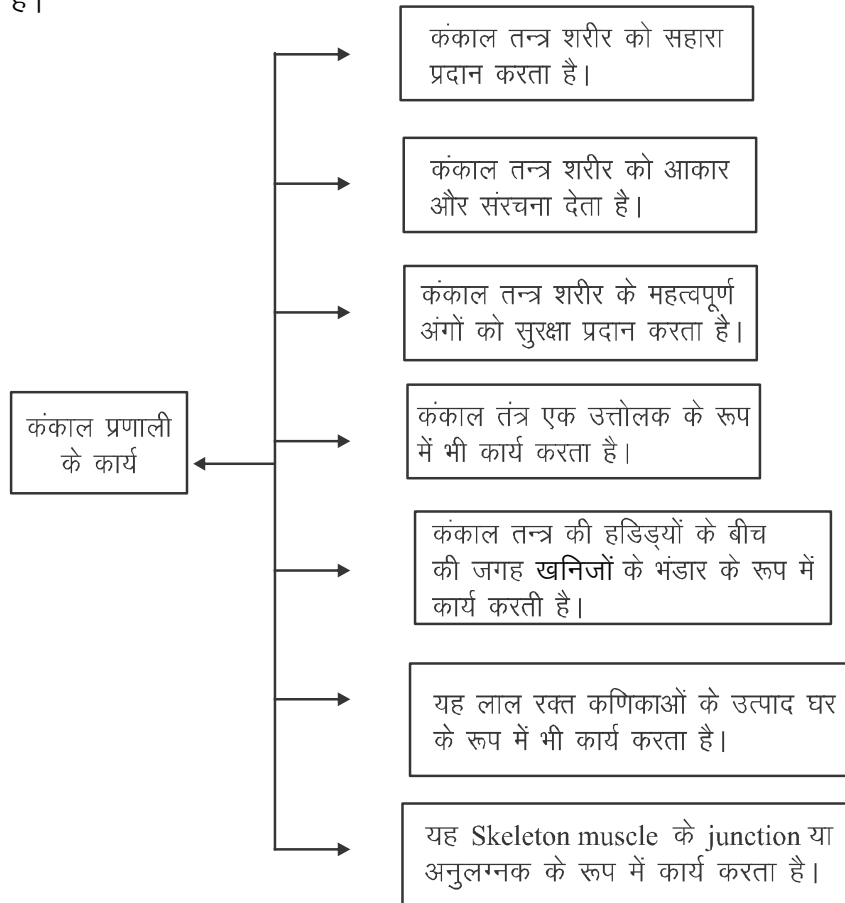 है।
कंकाल तन्त्र शरीर को सहारा
प्रदान करता है।
कंकाल तन्त्र शरीर को आकार
और संरचना देता है।
कंकाल तन्त्र शरीर के महत्वपूर्ण
अंगों को सुरक्षा प्रदान करता है।
कंकाल प्रणाली
के कार्य
कंकाल तंत्र एक उत्तोलक के रूप
में भी कार्य करता है।
कंकाल तन्त्र की हडिड्यों के बीच
की जगह खनिजों के भंडार के रूप में
कार्य करती है।
यह लाल रक्त कणिकाओं के उत्पाद घर
के रूप में भी कार्य करता है।
यह Skeleton muscle के junction या
अनुलग्नक के रूप में कार्य करता है।